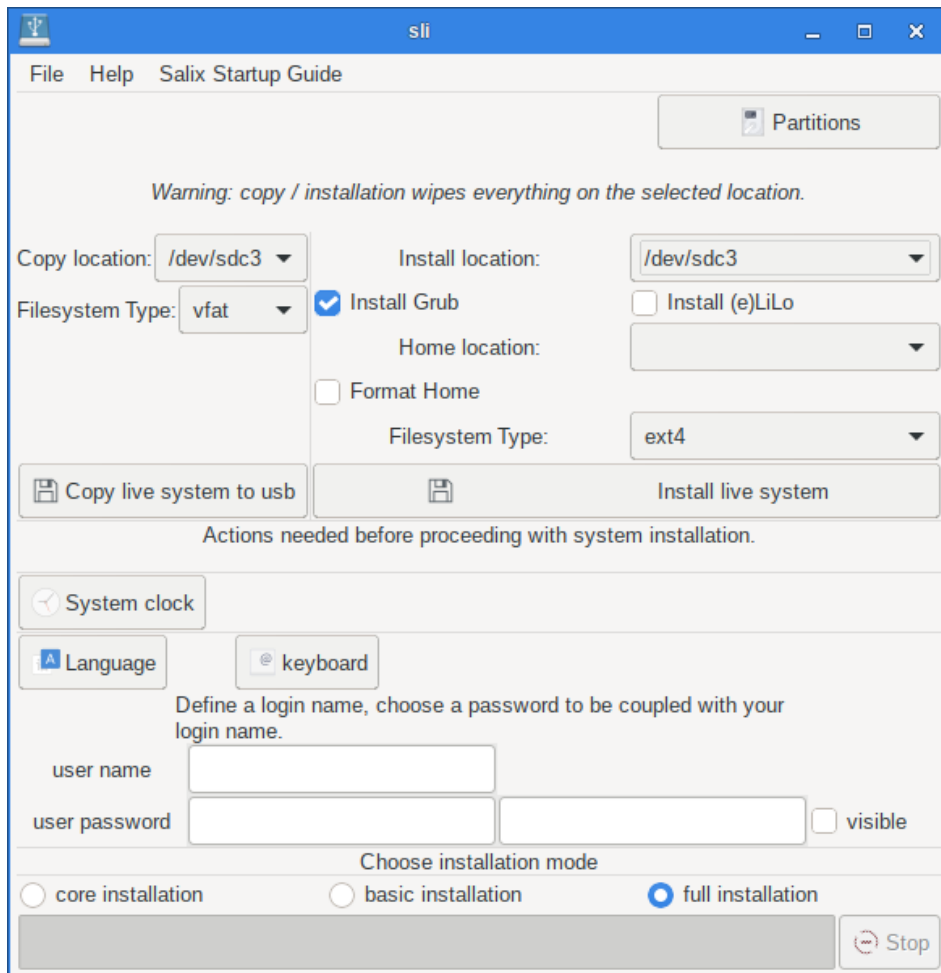 sli
File Help Salix Startup Guide
Partitions
Warning: copy / installation wipes everything on the selected location.
Copy location: /dev/sdc3 Install location: /dev/sdc3
Filesystem Type: vfat Install Grub Install (e)LiLo
Home location:
Format Home
Filesystem Type: ext4
Copy live system to usb Install live system
Actions needed before proceeding with system installation.
System clock
Language keyboard
Define a login name, choose a password to be coupled with your
login name.
user name
user password visible
Choose installation mode
core installation basic installation full installation
Stop